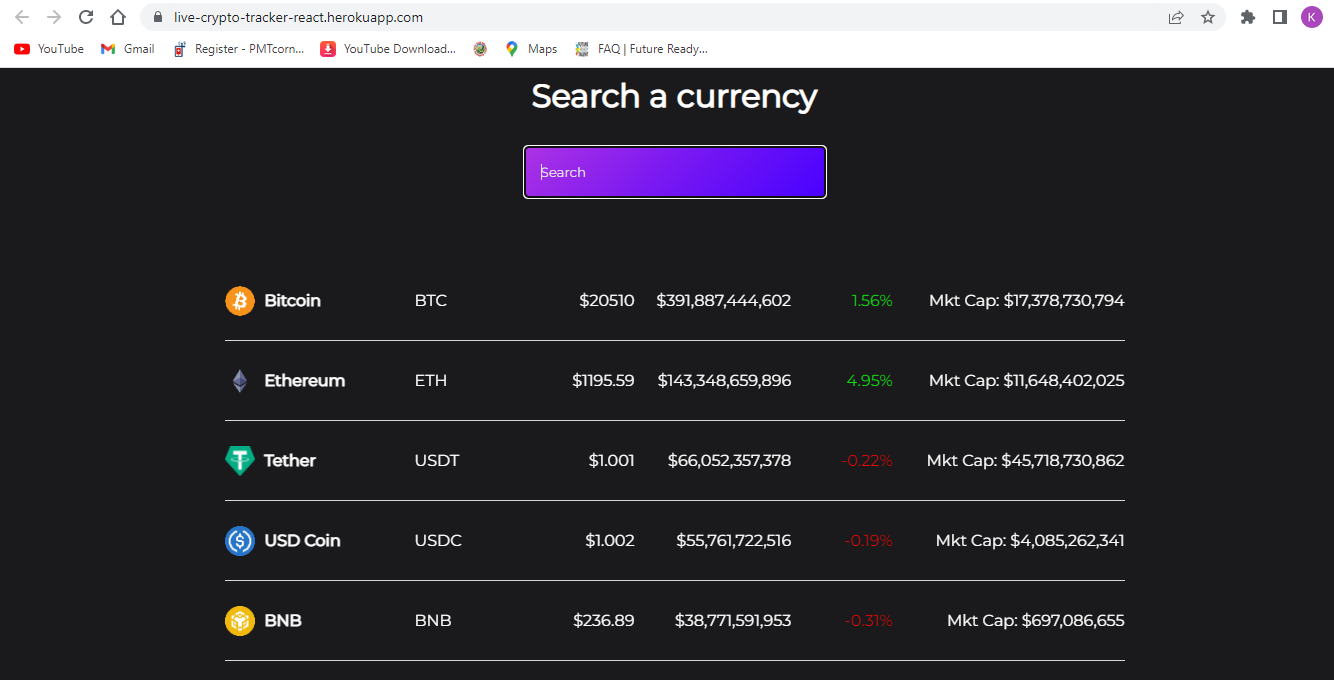 live-crypto-tracker-react.herokuapp.com
K
YouTube Gmail Register - PMTcorn... YouTube Download... Maps FAQ | Future Ready...
Search a currency
Search
Bitcoin BTC $20510 $391,887,444,602 1.56% Mkt Cap: $17,378,730,794
Ethereum ETH $1195.59 $143,348,659,896 4.95% Mkt Cap: $11,648,402,025
Tether USDT $1.001 $66,052,357,378 -0.22% Mkt Cap: $45,718,730,862
USD Coin USDC $1.002 $55,761,722,516 -0.19% Mkt Cap: $4,085,262,341
BNB BNB $236.89 $38,771,591,953 -0.31% Mkt Cap: $697,086,655